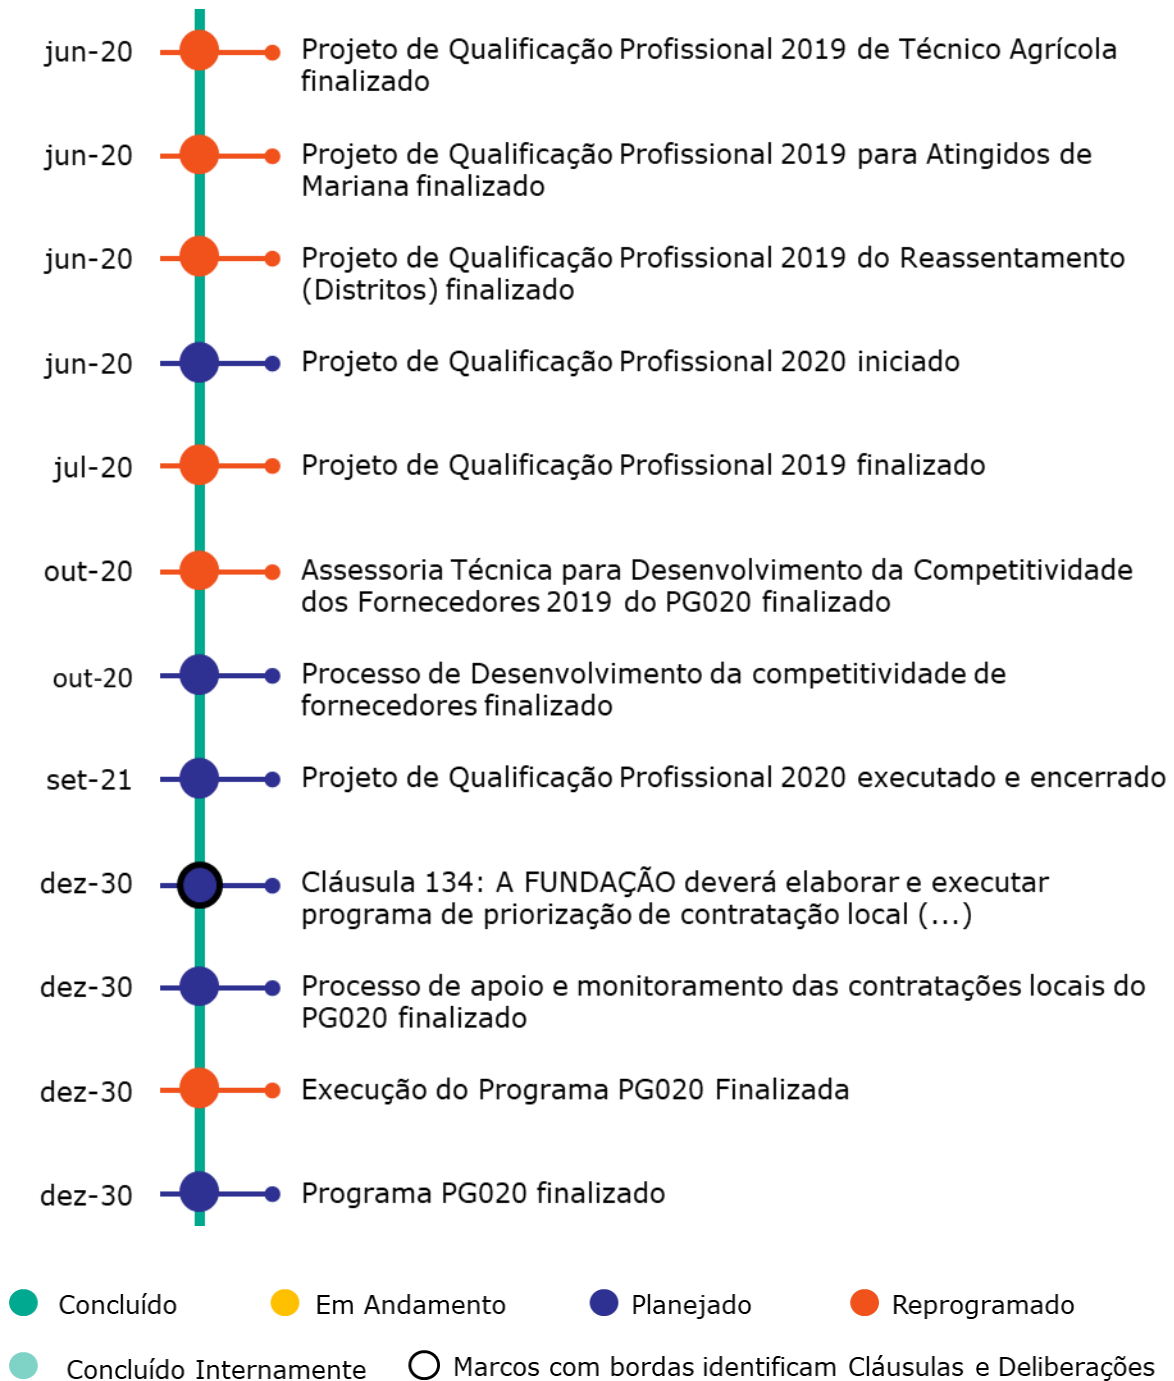 jun-20 Projeto de Qualificação Profissional 2019 de Técnico Agrícola
finalizado
jun-20 Projeto de Qualificação Profissional 2019 para Atingidos de
Mariana finalizado
jun-20 Projeto de Qualificação Profissional 2019 do Reassentamento
(Distritos) finalizado
jun-20 Projeto de Qualificação Profissional 2020 iniciado
jul-20 Projeto de Qualificação Profissional 2019 finalizado
out-20 Assessoria Técnica para Desenvolvimento da Competitividade
dos Fornecedores 2019 do PG020 finalizado
out-20 Processo de Desenvolvimento da competitividade de
fornecedores finalizado
set-21 Projeto de Qualificação Profissional 2020 executado e encerrado
dez-30 Cláusula 134: A FUNDAÇÃO deverá elaborar e executar
programa de priorização de contratação local (...)
dez-30 Processo de apoio e monitoramento das contratações locais do
PG020 finalizado
dez-30 Execução do Programa PG020 Finalizada
dez-30 Programa PG020 finalizado
Concluído Em Andamento Planejado Reprogramado
Concluído Internamente Marcos com bordas identificam Cláusulas e Deliberações